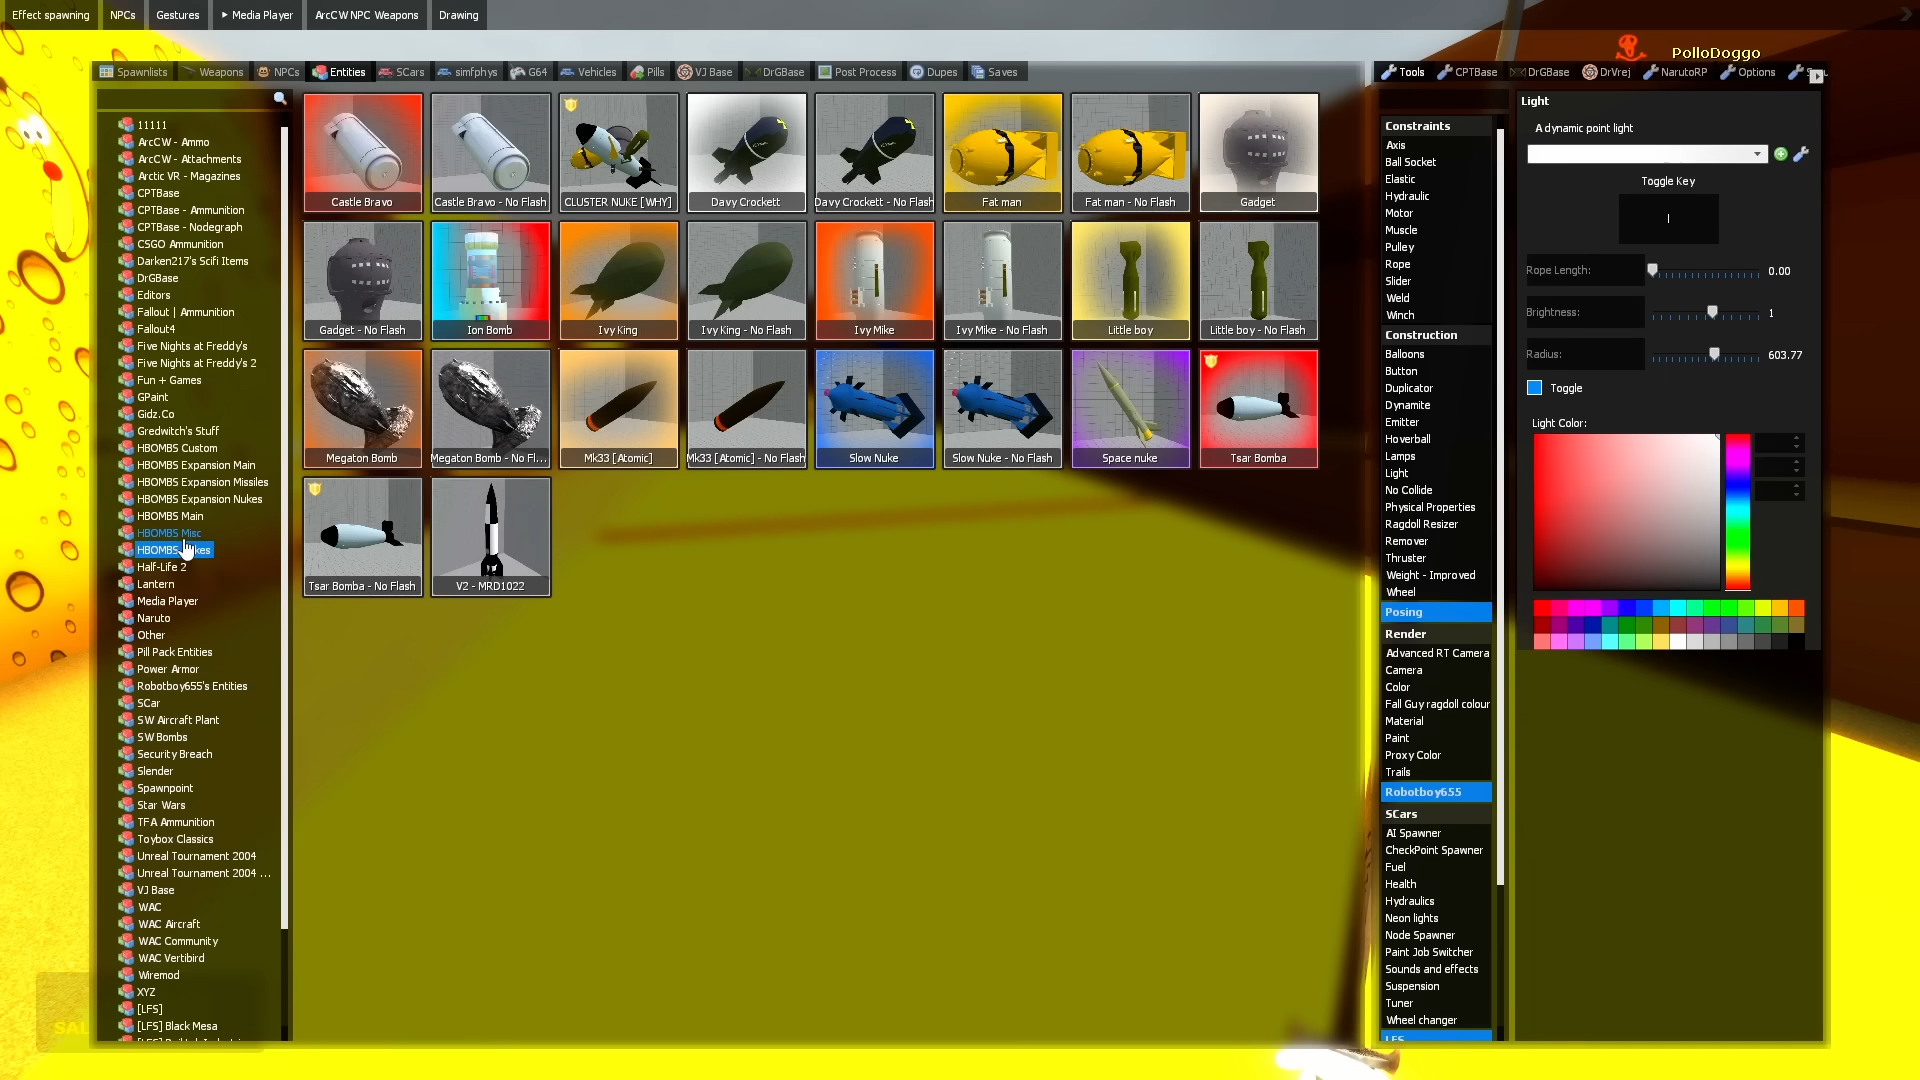 Effect spawning NPCs Gestures Media Player ArcCW NPC Weapons Drawing
PolloDoggo
Spawnlists Weapons NPCs Entities SCars simfphys G64 Vehicles Pills VJ Base DrGBase Post Process Dupes Saves
11111
ArcCW - Ammo
ArcCW - Attachments
Arctic VR - Magazines
CPTBase
CPTBase - Ammunition
CPTBase - Nodegraph
CSGO Ammunition
Darken217's Scifi Items
DrGBase
Editors
Fallout | Ammunition
Fallout4
Five Nights at Freddy's
Five Nights at Freddy's 2
Fun + Games
GPaint
Gidz.Co
Gredwitch's Stuff
HBOMBS Custom
HBOMBS Expansion Main
HBOMBS Expansion Missiles
HBOMBS Expansion Nukes
HBOMBS Main
HBOMBS Misc
HBOMBS
Half-Life 2
Lantern
Media Player
Naruto
Other
Pill Pack Entities
Power Armor
Robotboy655's Entities
SCar
SW Aircraft Plant
SW Bombs
Security Breach
Slender
Spawnpoint
Star Wars
TFA Ammunition
Toybox Classics
Unreal Tournament 2004
Unreal Tournament 2004 ...
VJ Base
WAC
WAC Aircraft
WAC Community
WAC Vertibird
Wiremod
XYZ
[LFS]
[LFS] Black Mesa
Castle Bravo
Castle Bravo - No Flash
CLUSTER NUKE [WHY]
Davy Crockett
Davy Crockett - No Flash
Fat man
Fat man - No Flash
Gadget
Gadget - No Flash
Ion Bomb
Ivy King
Ivy King - No Flash
Ivy Mike
Ivy Mike - No Flash
Little boy
Little boy - No Flash
Megaton Bomb
Megaton Bomb - No Fl...
Mk33 [Atomic]
Mk33 [Atomic] - No Flash
Slow Nuke
Slow Nuke - No Flash
Space nuke
Tsar Bomba
Tsar Bomba - No Flash
V2 - MRD1022
Tools CPTBase DrGBase DrVrej NarutoRP Options
Constraints
Axis
Ball Socket
Elastic
Hydraulic
Motor
Muscle
Pulley
Rope
Slider
Weld
Winch
Construction
Balloons
Button
Duplicator
Dynamite
Emitter
Hoverball
Lamps
Light
No Collide
Physical Properties
Ragdoll Resizer
Remover
Thruster
Weight - Improved
Wheel
Posing
Render
Advanced RT Camera
Camera
Color
Fall Guy ragdoll colour
Material
Paint
Proxy Color
Trails
Robotboy655
SCars
AI Spawner
CheckPoint Spawner
Fuel
Health
Hydraulics
Neon lights
Node Spawner
Paint Job Switcher
Sounds and effects
Suspension
Tuner
Wheel changer
LFS
Light
A dynamic point light
Toggle Key
Rope Length: 0.00
Brightness: 1
Radius: 603.77
Toggle
Light Color: